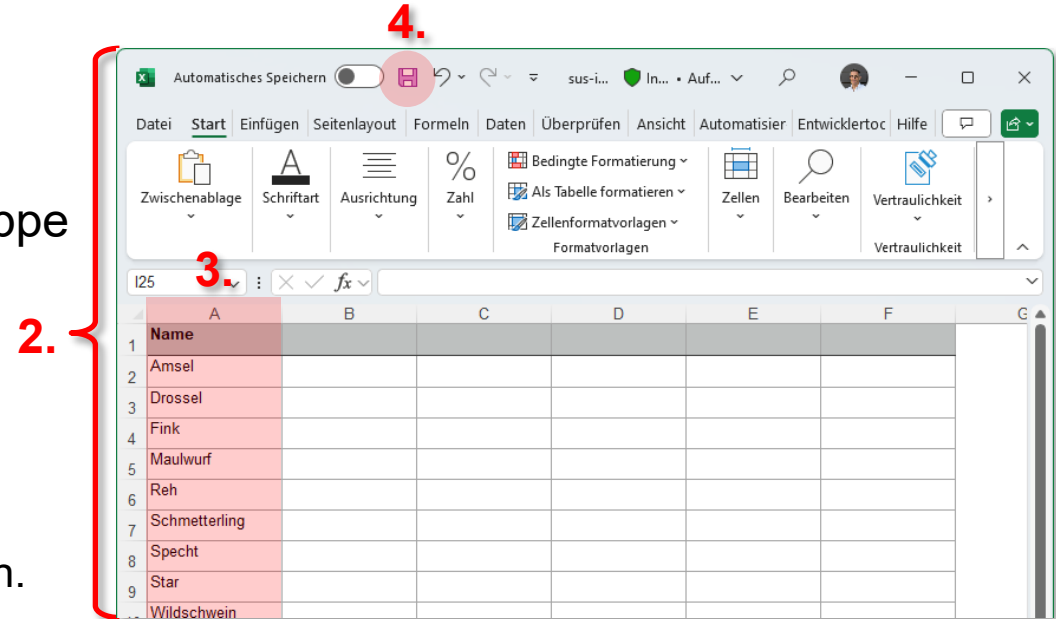 4.
Automatisches Speichern sus-i... In... • Auf...
Datei Start Einfügen Seitenlayout Formeln Daten Überprüfen Ansicht Automatisier Entwicklertoc Hilfe
Zwischenablage Schriftart Ausrichtung Zahl
Bedingte Formatierung
Als Tabelle formatieren
Zellenformatvorlagen
Formatvorlagen
Zellen Bearbeiten Vertraulichkeit
Vertraulichkeit
ppe
3.
I25 fx
2.
A B C D E F G
1 Name
2 Amsel
3 Drossel
4 Fink
5 Maulwurf
6 Reh
7 Schmetterling
8 Specht
9 Star
Wildschwein
n.